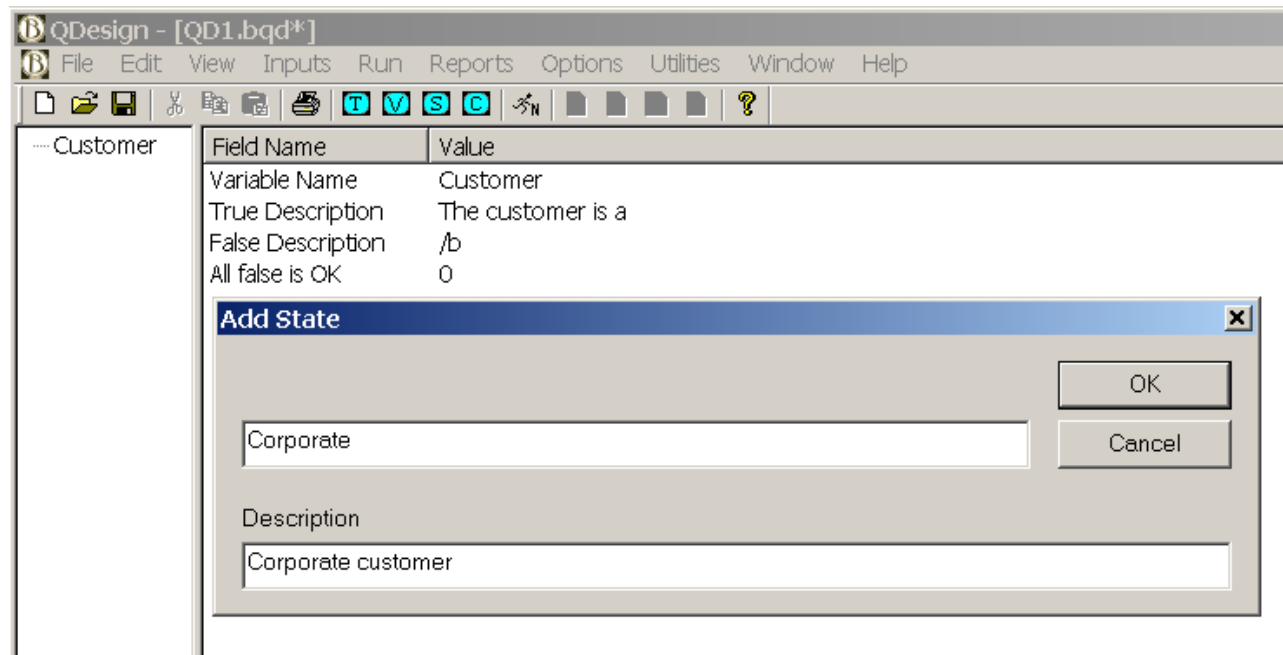 B QDesign - [QD1.bqd*]
B File Edit View Inputs Run Reports Options Utilities Window Help
T V S C N ?
Customer
Field Name Value
Variable Name Customer
True Description The customer is a
False Description /b
All false is OK 0
Add State
OK
Corporate
Cancel
Description
Corporate customer